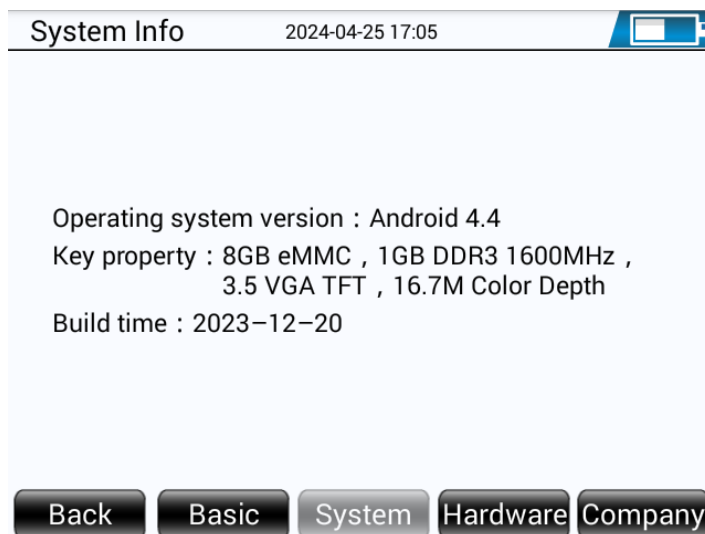 System Info 2024-04-25 17:05
Operating system version：Android 4.4
Key property：8GB eMMC，1GB DDR3 1600MHz，
3.5 VGA TFT，16.7M Color Depth
Build time：2023−12−20
Back Basic System Hardware Company